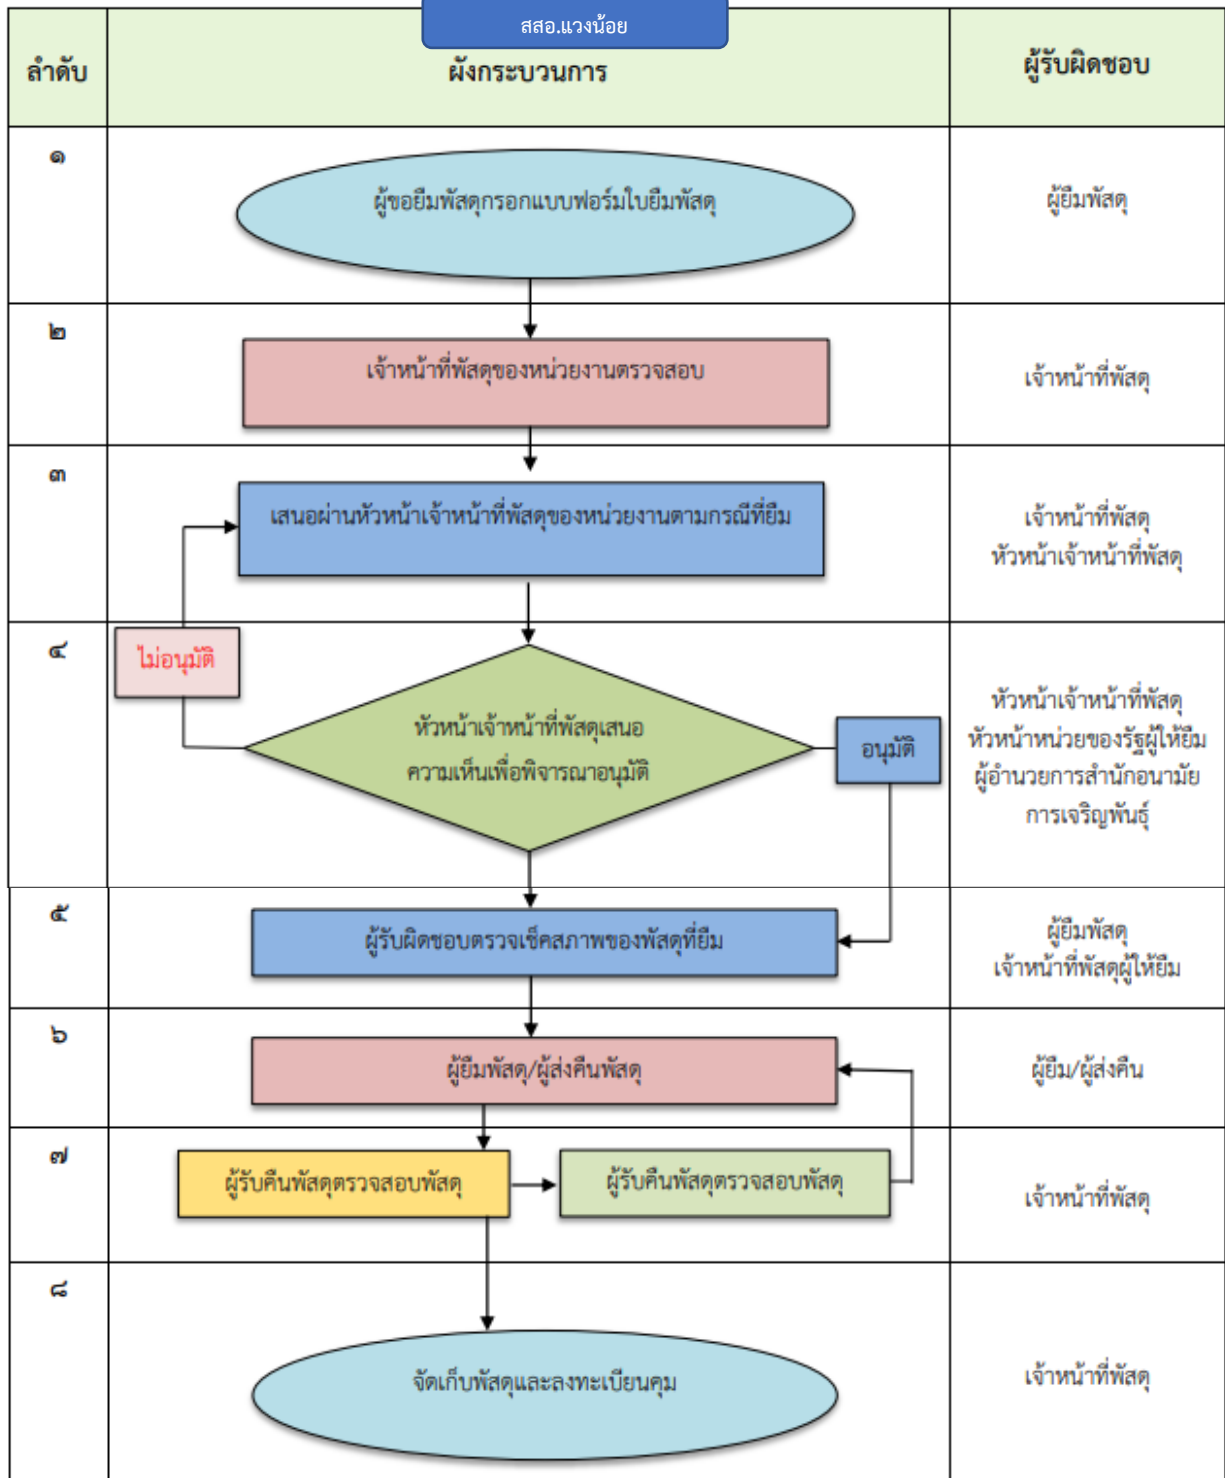 สสอ.แวงน้อย
ลำดับ
ผังกระบวนการ
ผู้รับผิดชอบ
๑
ผู้ขอยืมพัสดุกรอกแบบฟอร์มใบยืมพัสดุ
ผู้ยืมพัสดุ
๒
เจ้าหน้าที่พัสดุของหน่วยงานตรวจสอบ
เจ้าหน้าที่พัสดุ
๓
เสนอผ่านหัวหน้าเจ้าหน้าที่พัสดุของหน่วยงานตามกรณีที่ยืม
เจ้าหน้าที่พัสดุ
หัวหน้าเจ้าหน้าที่พัสดุ
๔
ไม่อนุมัติ
หัวหน้าเจ้าหน้าที่พัสดุเสนอ
ความเห็นเพื่อพิจารณาอนุมัติ
อนุมัติ
หัวหน้าเจ้าหน้าที่พัสดุ
หัวหน้าหน่วยของรัฐผู้ให้ยืม
ผู้อำนวยการสำนักอนามัย
การเจริญพันธุ์
๕
ผู้รับผิดชอบตรวจเช็คสภาพของพัสดุที่ยืม
ผู้ยืมพัสดุ
เจ้าหน้าที่พัสดุผู้ให้ยืม
๖
ผู้ยืมพัสดุ/ผู้ส่งคืนพัสดุ
ผู้ยืม/ผู้ส่งคืน
๗
ผู้รับคืนพัสดุตรวจสอบพัสดุ
ผู้รับคืนพัสดุตรวจสอบพัสดุ
เจ้าหน้าที่พัสดุ
๘
จัดเก็บพัสดุและลงทะเบียนคุม
เจ้าหน้าที่พัสดุ